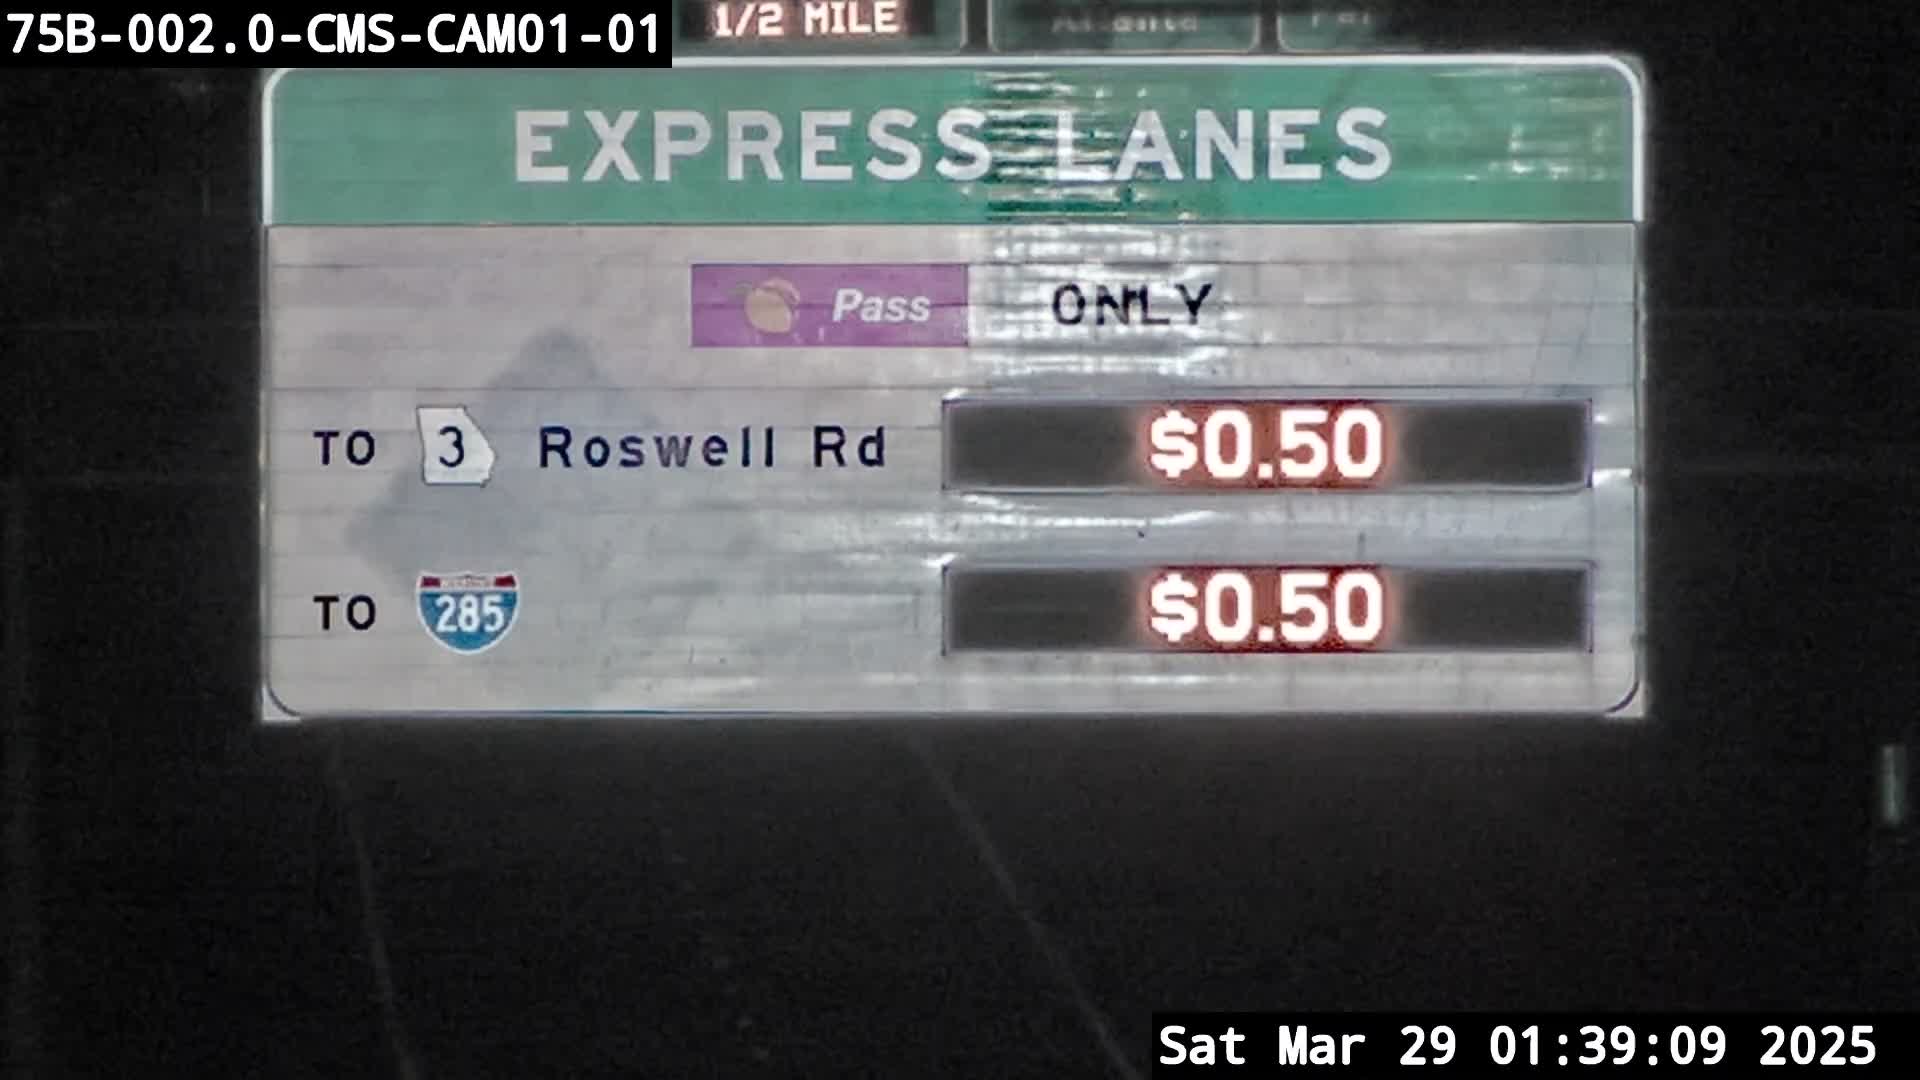 75B-002.0-CMS-CAM01-01
1/2 MILE
EXPRESS LANES
Pass ONLY
TO 3 Roswell Rd $0.50
TO 285 $0.50
Sat Mar 29 01:39:09 2025